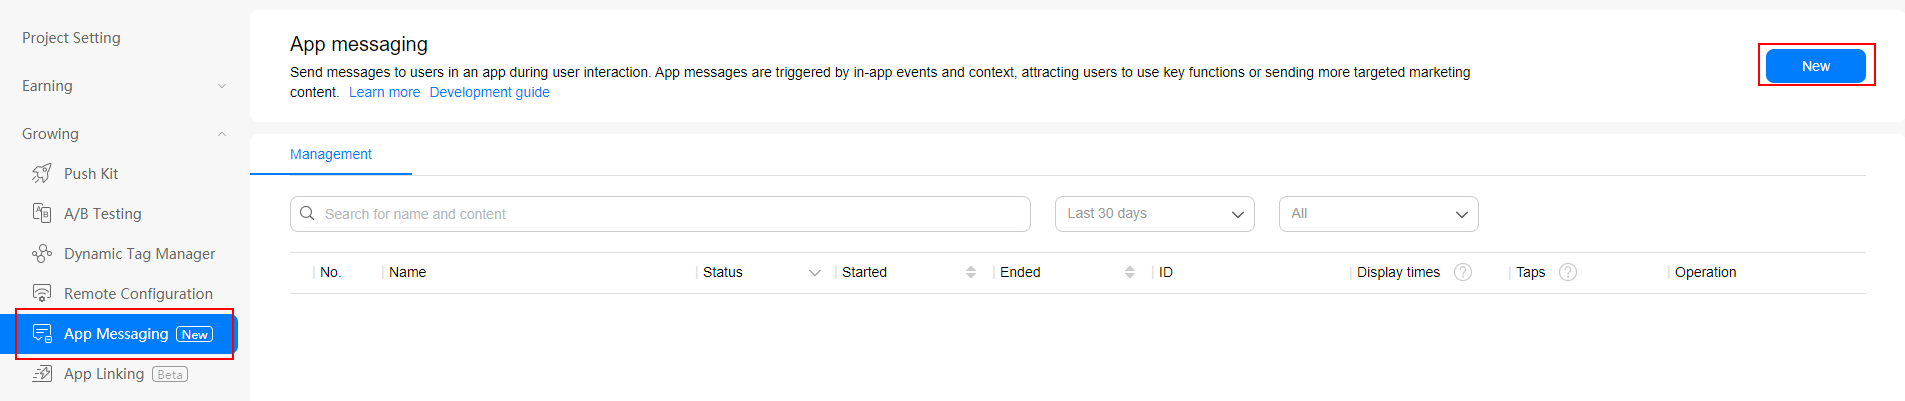 Project Setting
Earning
Growing
Push Kit
A/B Testing
Dynamic Tag Manager
Remote Configuration
App Messaging New
App Linking Beta
App messaging
Send messages to users in an app during user interaction. App messages are triggered by in-app events and context, attracting users to use key functions or sending more targeted marketing
content. Learn more Development guide
New
Management
Search for name and content
Last 30 days
All
No. Name Status Started Ended ID Display times ? Taps ? Operation